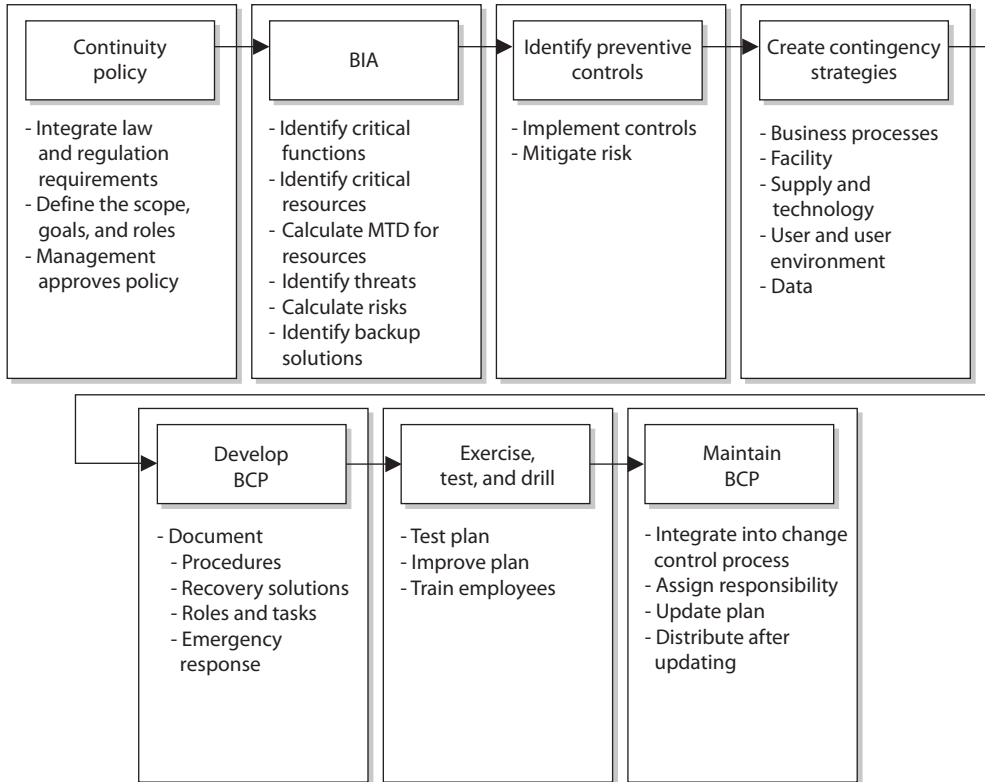 Continuity
policy
- Integrate law
and regulation
requirements
- Define the scope,
goals, and roles
- Management
approves policy
BIA
- Identify critical
functions
- Identify critical
resources
- Calculate MTD for
resources
- Identify threats
- Calculate risks
- Identify backup
solutions
Identify preventive
controls
- Implement controls
- Mitigate risk
Create contingency
strategies
- Business processes
- Facility
- Supply and
technology
- User and user
environment
- Data
Develop
BCP
- Document
- Procedures
- Recovery solutions
- Roles and tasks
- Emergency
response
Exercise,
test, and drill
- Test plan
- Improve plan
- Train employees
Maintain
BCP
- Integrate into change
control process
- Assign responsibility
- Update plan
- Distribute after
updating